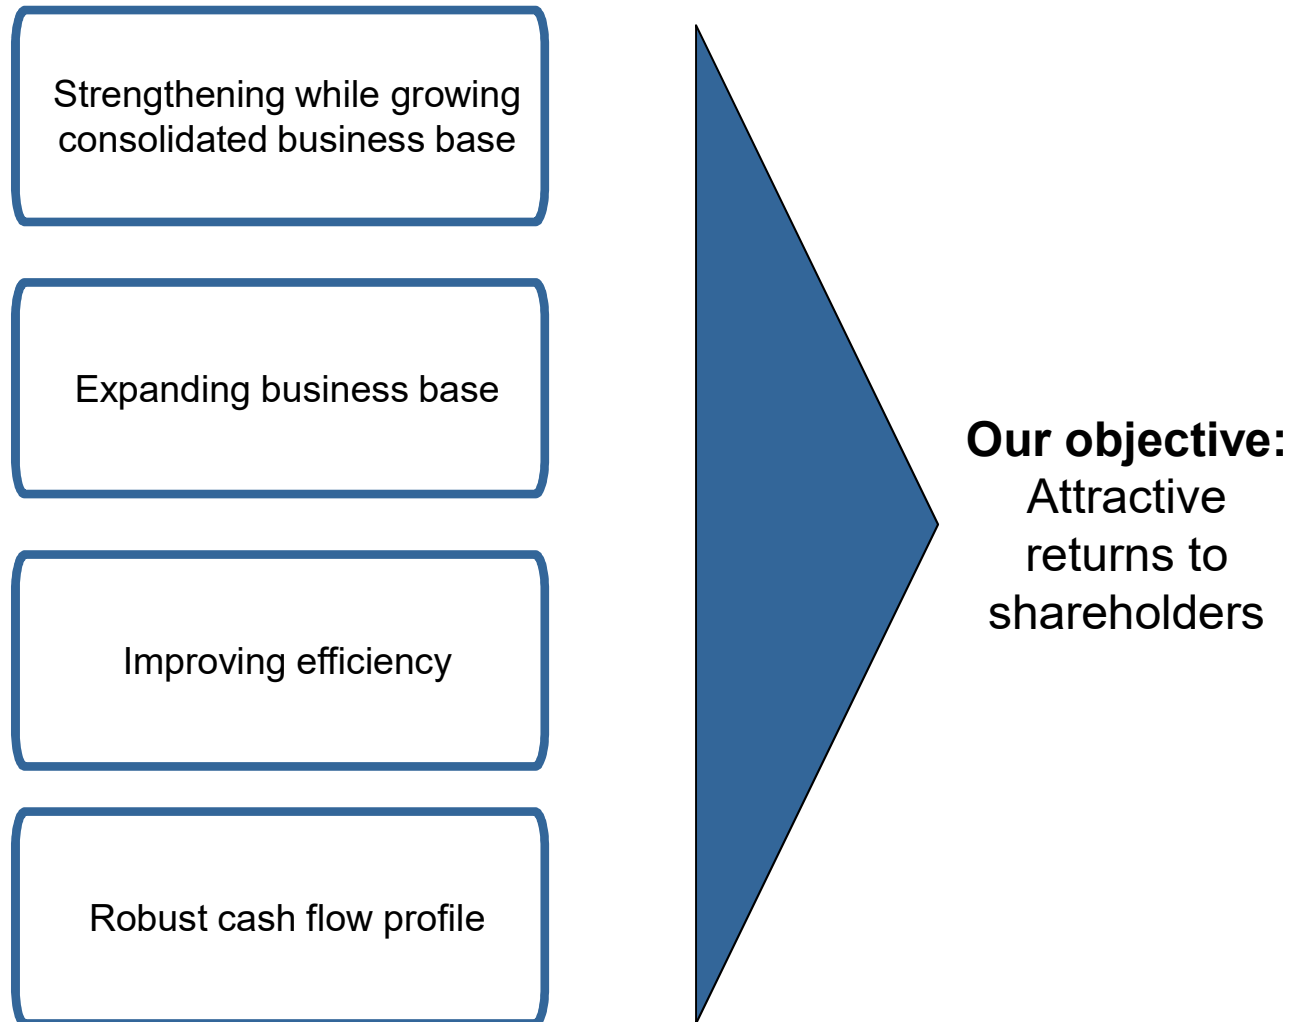 Strengthening while growing
consolidated business base
Expanding business base
Improving efficiency
Robust cash flow profile
Our objective:
Attractive
returns to
shareholders